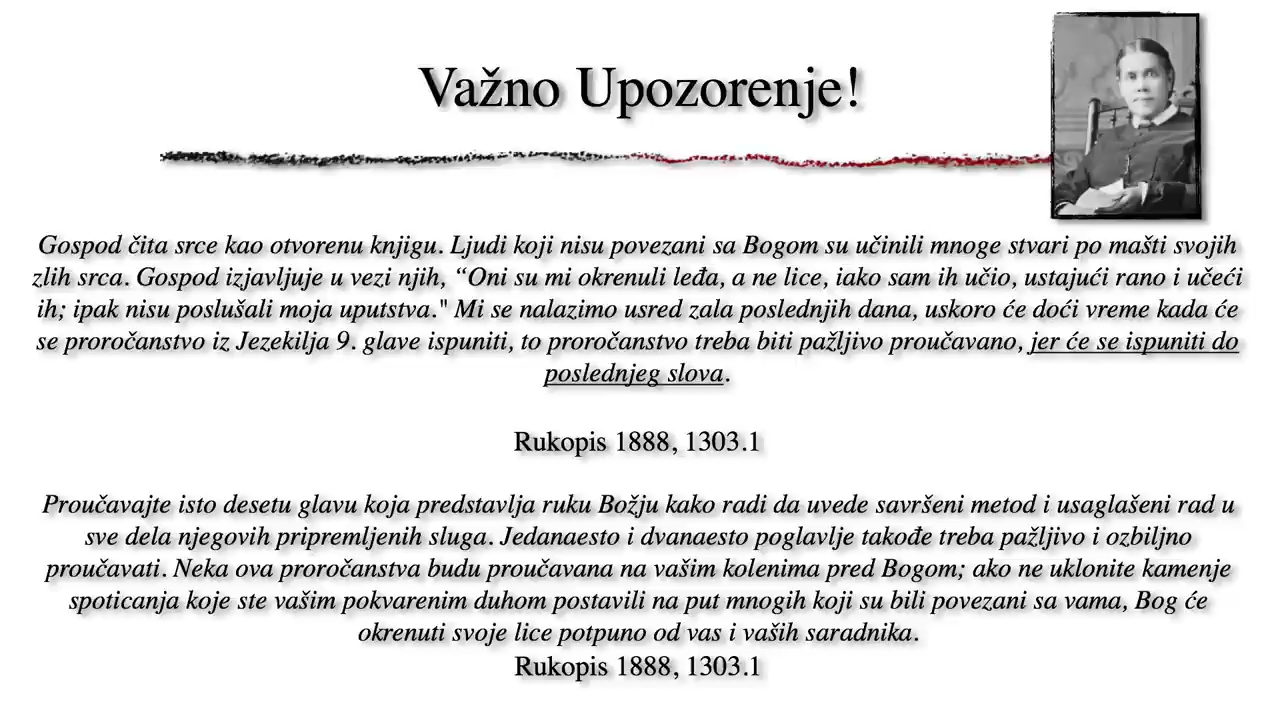 Važno Upozorenje!
Gospod čita srce kao otvorenu knjigu. Ljudi koji nisu povezani sa Bogom su učinili mnoge stvari po mašti svojih
zlih srca. Gospod izjavljuje u vezi njih, “Oni su mi okrenuli leđa, a ne lice, iako sam ih učio, ustajući rano i učeći
ih; ipak nisu poslušali moja uputstva." Mi se nalazimo usred zala poslednjih dana, uskoro će doći vreme kada će
se proročanstvo iz Jezekilja 9. glave ispuniti, to proročanstvo treba biti pažljivo proučavano, jer će se ispuniti do
poslednjeg slova.
Rukopis 1888, 1303.1
Proučavajte isto desetu glavu koja predstavlja ruku Božju kako radi da uvede savršeni metod i usaglašeni rad u
sve dela njegovih pripremljenih sluga. Jedanaesto i dvanaesto poglavlje takođe treba pažljivo i ozbiljno
proučavati. Neka ova proročanstva budu proučavana na vašim kolenima pred Bogom; ako ne uklonite kamenje
spoticanja koje ste vašim pokvarenim duhom postavili na put mnogih koji su bili povezani sa vama, Bog će
okrenuti svoje lice potpuno od vas i vaših saradnika.
Rukopis 1888, 1303.1